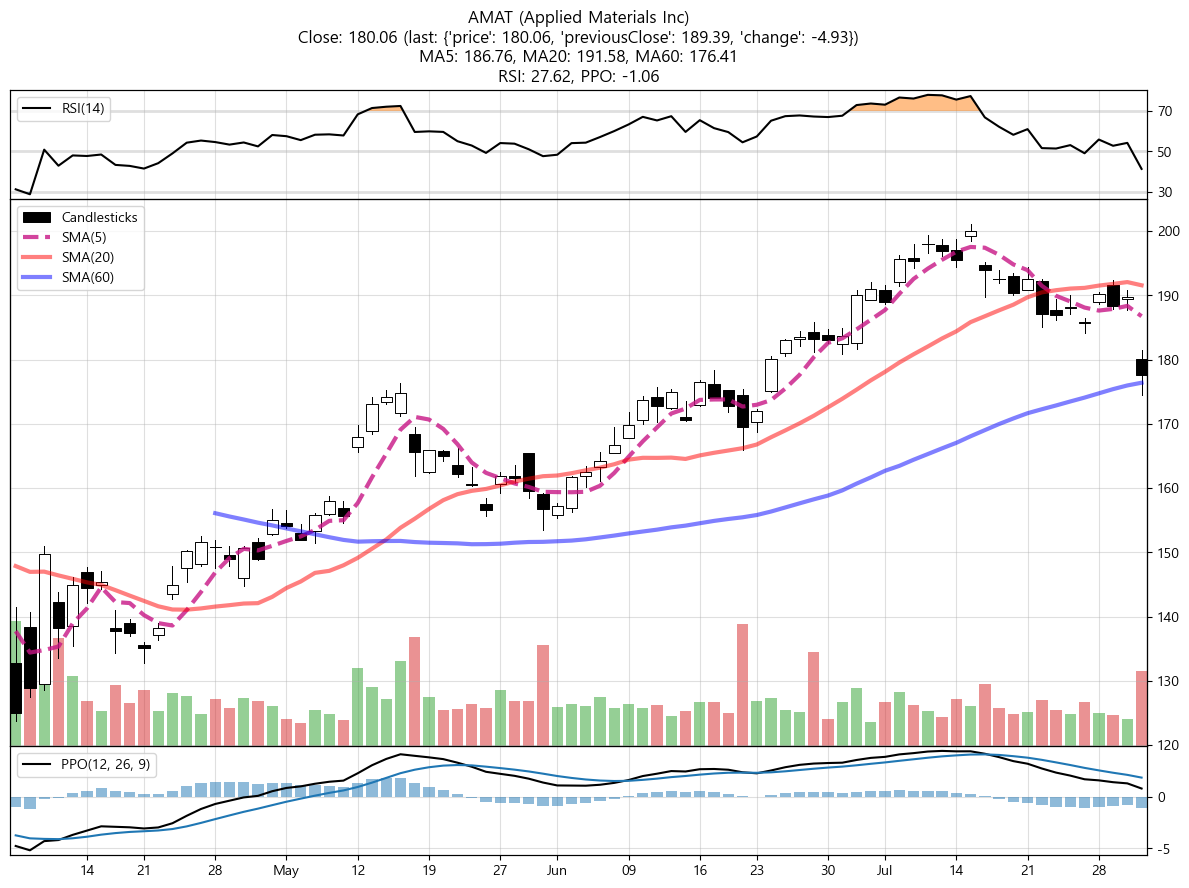 AMAT (Applied Materials Inc)
Close: 180.06 (last: {'price': 180.06, 'previousClose': 189.39, 'change': -4.93})
MA5: 186.76, MA20: 191.58, MA60: 176.41
RSI: 27.62, PPO: -1.06
RSI(14)
70
50
30
Candlesticks
SMA(5)
SMA(20)
SMA(60)
200
190
180
170
160
150
140
130
120
PPO(12, 26, 9)
0
-5
14 21 28 May 12 19 27 Jun 09 16 23 30 Jul 14 21 28